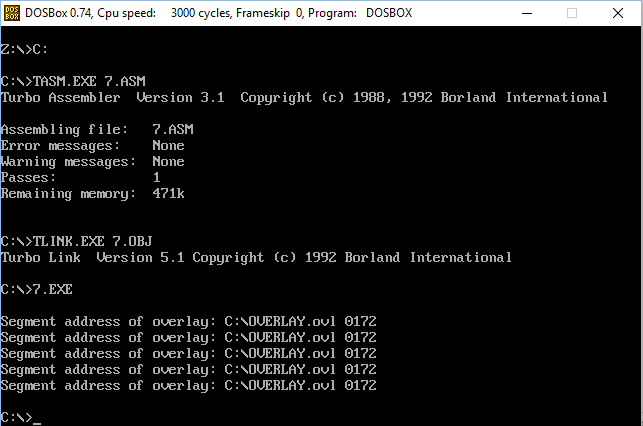 DOS
BOX
DOSBox 0.74, Cpu speed:    3000 cycles, Frameskip  0, Program:   DOSBOX
Z:\>C:
C:\>TASM.EXE 7.ASM
Turbo Assembler  Version 3.1  Copyright (c) 1988, 1992 Borland International
Assembling file:   7.ASM
Error messages:    None
Warning messages:  None
Passes:            1
Remaining memory:  471k
C:\>TLINK.EXE 7.OBJ
Turbo Link  Version 5.1 Copyright (c) 1992 Borland International
C:\>7.EXE
Segment address of overlay: C:\OVERLAY.ovl 0172
Segment address of overlay: C:\OVERLAY.ovl 0172
Segment address of overlay: C:\OVERLAY.ovl 0172
Segment address of overlay: C:\OVERLAY.ovl 0172
Segment address of overlay: C:\OVERLAY.ovl 0172
C:\>_